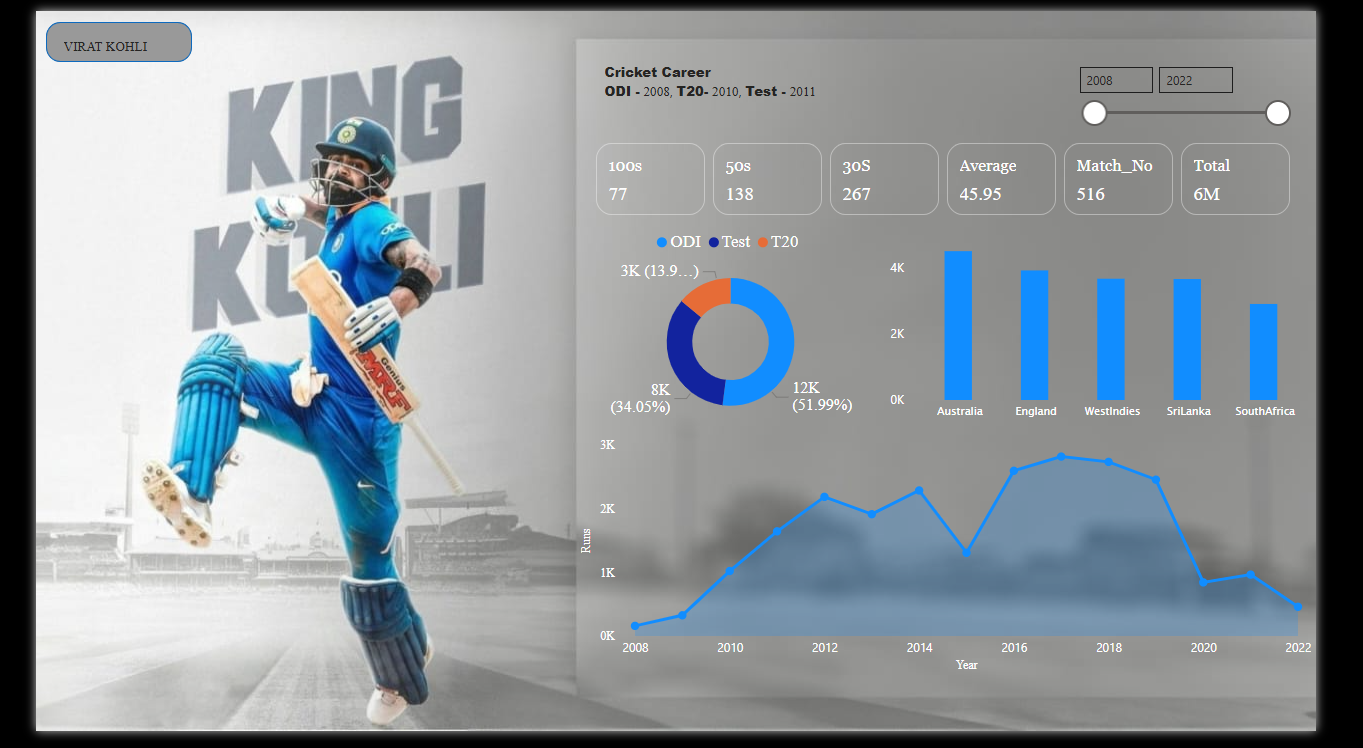 VIRAT KOHLI
KING
KOHLI
Genius
MRF
Cricket Career
ODI - 2008, T20- 2010, Test - 2011
2008 2022
100s 50s 30S Average Match_No Total
77 138 267 45.95 516 6M
ODI Test T20
3K (13.9...)
8K
(34.05%)
12K
(51.99%)
4K
2K
0K
Australia England WestIndies SriLanka SouthAfrica
3K
2K
1K
0K
Runs
2008 2010 2012 2014 2016 2018 2020 2022
Year